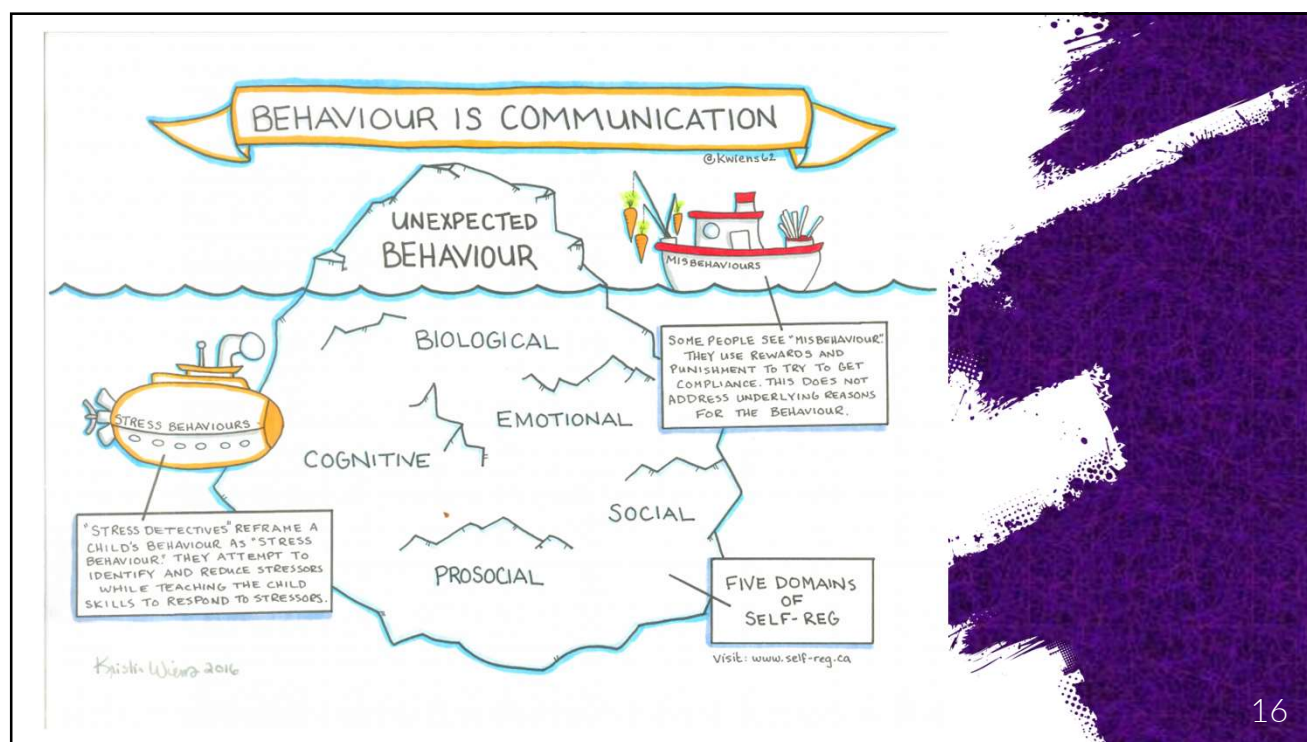 BEHAVIOUR IS COMMUNICATION
@kwiens62
UNEXPECTED
BEHAVIOUR
MISBEHAVIOURS
BIOLOGICAL
SOME PEOPLE SEE "MISBEHAVIOUR."
THEY USE REWARDS AND
PUNISHMENT TO TRY TO GET
COMPLIANCE. THIS DOES NOT
ADDRESS UNDERLYING REASONS
FOR THE BEHAVIOUR.
EMOTIONAL
STRESS BEHAVIOURS
COGNITIVE
SOCIAL
"STRESS DETECTIVES" REFRAME A
CHILD'S BEHAVIOUR AS "STRESS
BEHAVIOUR." THEY ATTEMPT TO
IDENTIFY AND REDUCE STRESSORS
WHILE TEACHING THE CHILD
SKILLS TO RESPOND TO STRESSORS.
PROSOCIAL
FIVE DOMAINS
OF
SELF-REG
Visit: www.self-reg.ca
Kristin Wiens 2016
16